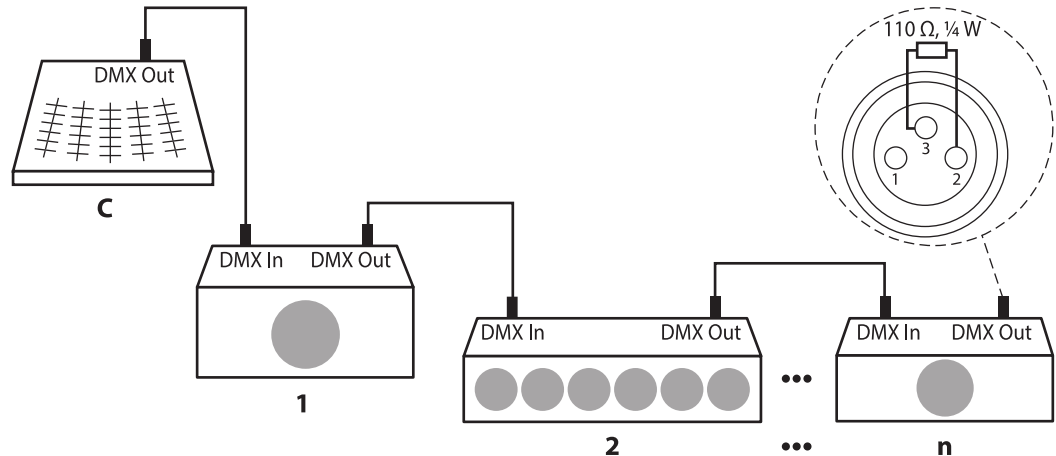 110 Ω, ¼ W
DMX Out
3
1
2
C
DMX In
DMX Out
1
DMX In
DMX Out
DMX In
DMX Out
•••
2
•••
n